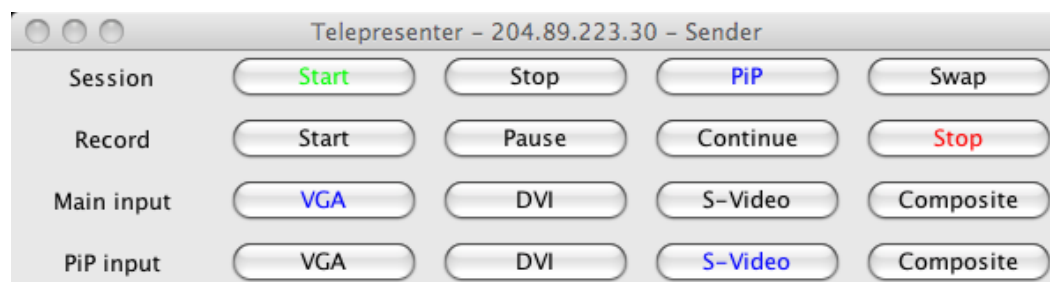 Telepresenter – 204.89.223.30 – Sender
Session Start Stop PiP Swap
Record Start Pause Continue Stop
Main input VGA DVI S-Video Composite
PiP input VGA DVI S-Video Composite